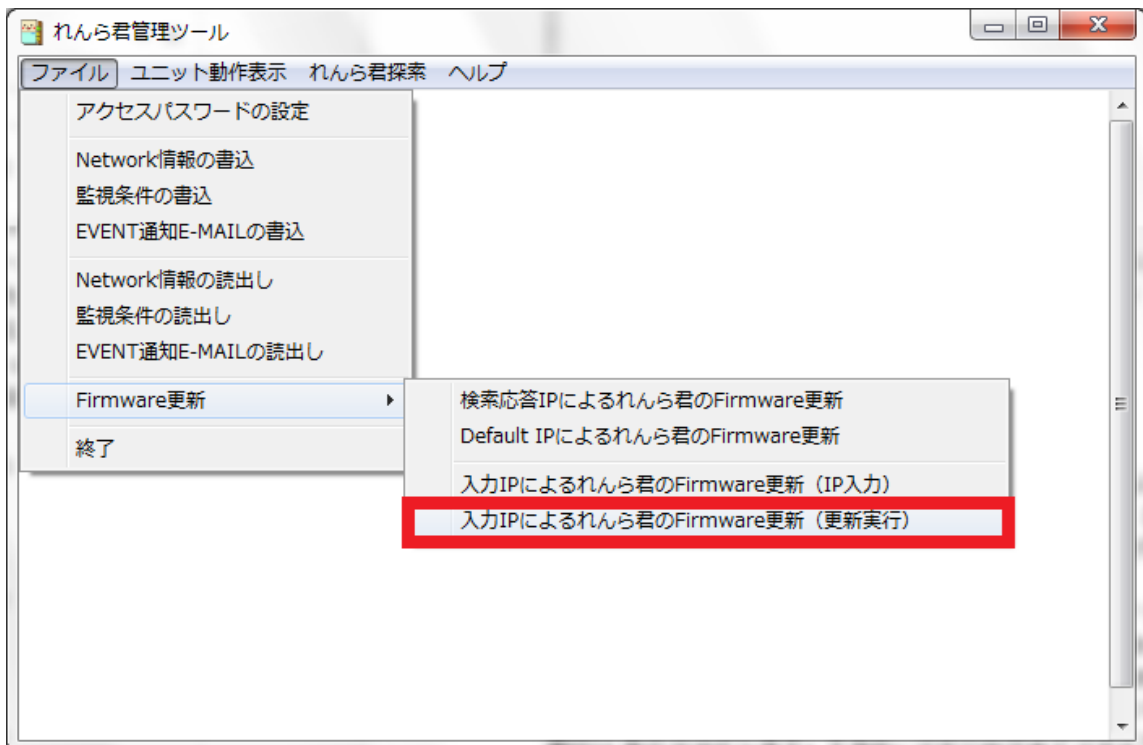 れんら君管理ツール
ファイル ユニット動作表示 れんら君探索 ヘルプ
アクセスパスワードの設定
Network情報の書込
監視条件の書込
EVENT通知E-MAILの書込
Network情報の読出し
監視条件の読出し
EVENT通知E-MAILの読出し
Firmware更新
終了
検索応答IPによるれんら君のFirmware更新
Default IPによるれんら君のFirmware更新
入力IPによるれんら君のFirmware更新（IP入力）
入力IPによるれんら君のFirmware更新（更新実行）